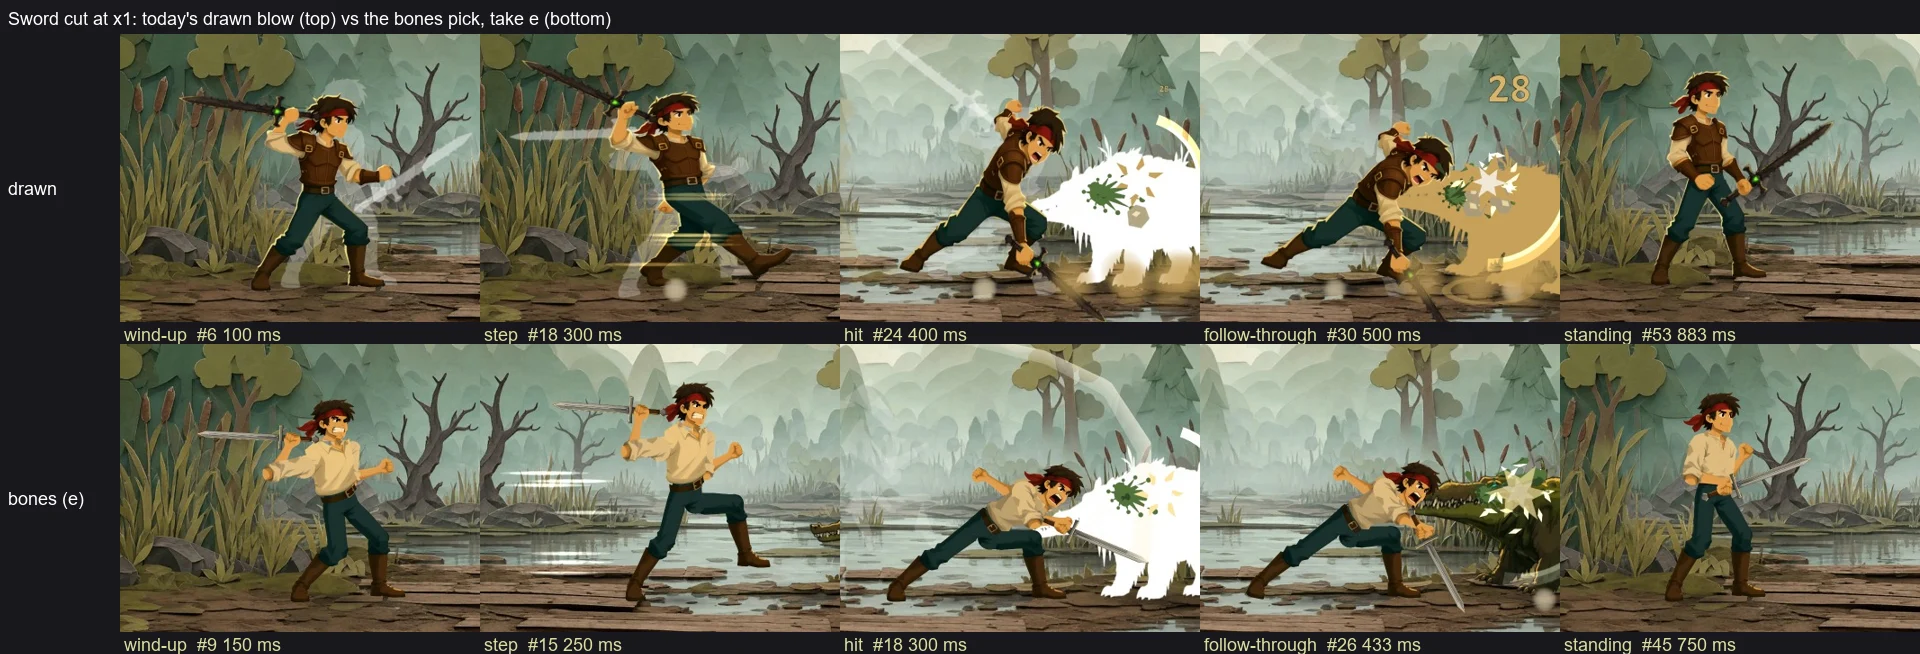 Sword cut at x1: today's drawn blow (top) vs the bones pick, take e (bottom)
drawn
28
28
wind-up #6 100 ms
step #18 300 ms
hit #24 400 ms
follow-through #30 500 ms
standing #53 883 ms
bones (e)
wind-up #9 150 ms
step #15 250 ms
hit #18 300 ms
follow-through #26 433 ms
standing #45 750 ms